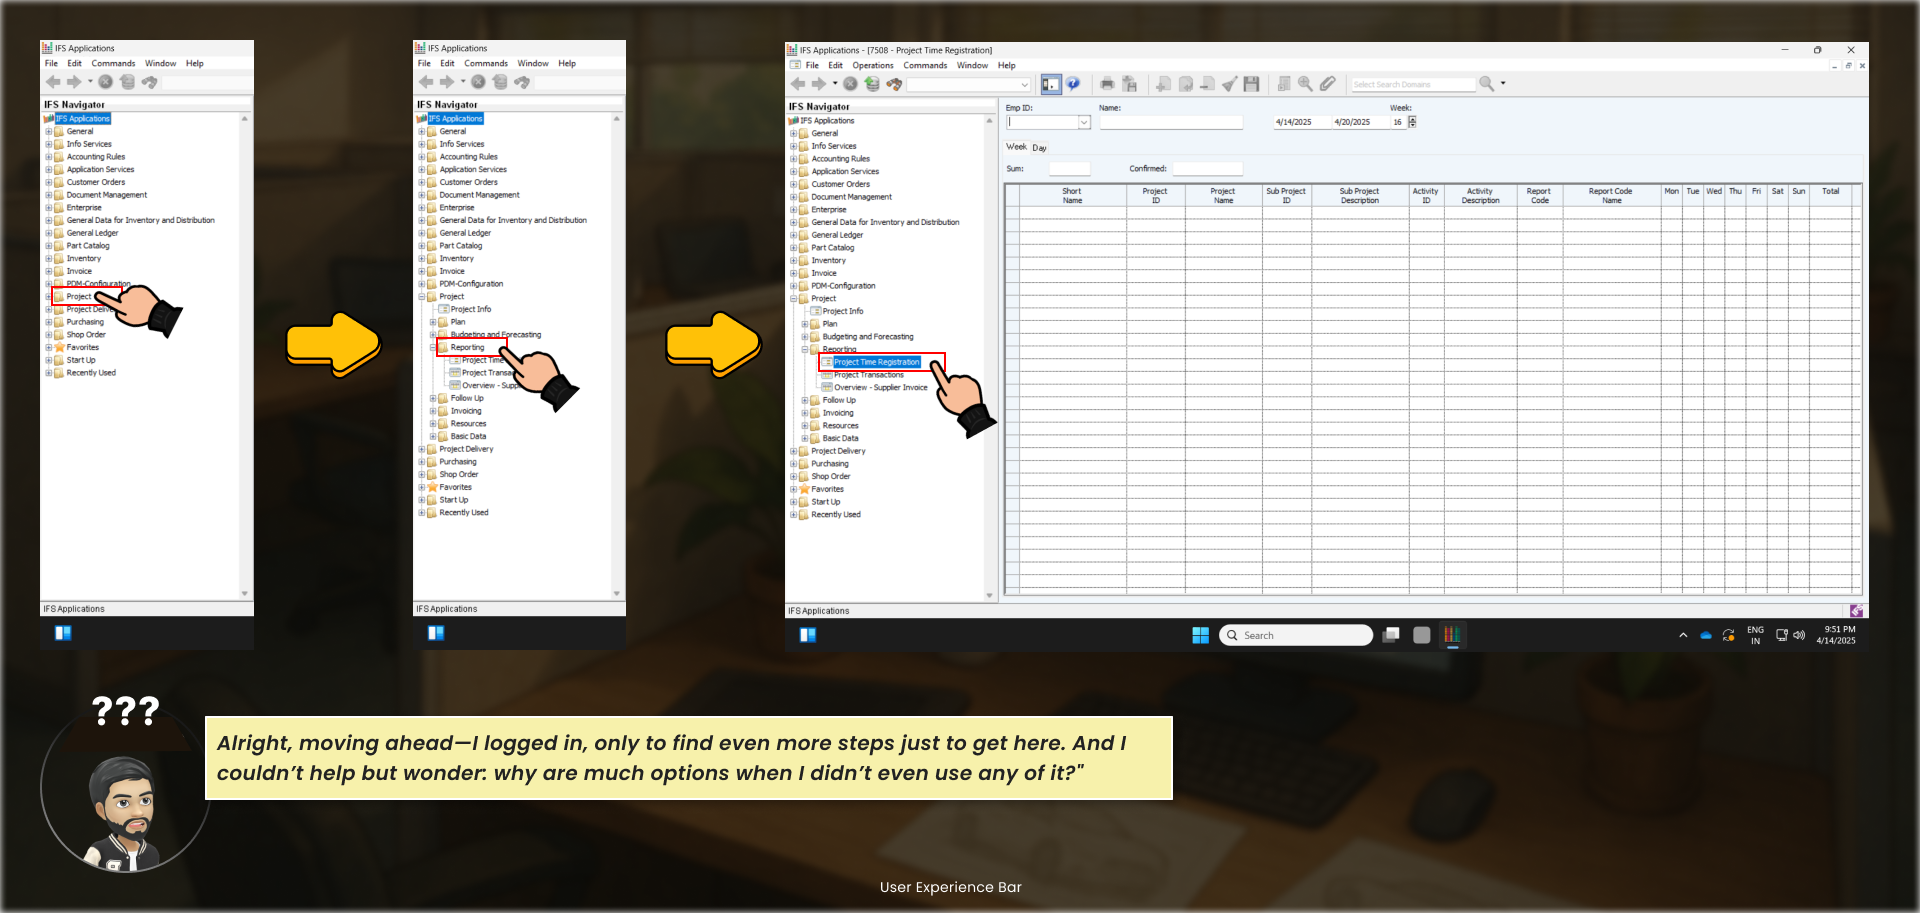 IFS Applications
File Edit Commands Window Help
IFS Navigator
IFS Applications
General
Info Services
Accounting Rules
Application Services
Customer Orders
Document Management
Enterprise
General Data for Inventory and Distribution
General Ledger
Part Catalog
Inventory
Invoice
PDM-Configuration
Project
Project Delive
Purchasing
Shop Order
Favorites
Start Up
Recently Used
IFS Applications
IFS Applications
File Edit Commands Window Help
IFS Navigator
IFS Applications
General
Info Services
Accounting Rules
Application Services
Customer Orders
Document Management
Enterprise
General Data for Inventory and Distribution
General Ledger
Part Catalog
Inventory
Invoice
PDM-Configuration
Project
Project Info
Plan
Budgeting and Forecasting
Reporting
Project Time
Project Transa
Overview - Supp
Follow Up
Invoicing
Resources
Basic Data
Project Delivery
Purchasing
Shop Order
Favorites
Start Up
Recently Used
IFS Applications
IFS Applications - [7508 - Project Time Registration]
File Edit Operations Commands Window Help
Select Search Domains
IFS Navigator
IFS Applications
General
Info Services
Accounting Rules
Application Services
Customer Orders
Document Management
Enterprise
General Data for Inventory and Distribution
General Ledger
Part Catalog
Inventory
Invoice
PDM-Configuration
Project
Project Info
Plan
Budgeting and Forecasting
Reporting
Project Time Registration
Project Transactions
Overview - Supplier Invoice
Follow Up
Invoicing
Resources
Basic Data
Project Delivery
Purchasing
Shop Order
Favorites
Start Up
Recently Used
IFS Applications
Emp ID: Name: Week:
4/14/2025 4/20/2025 16
Week Day
Sum: Confirmed:
Short Project Project Sub Project Sub Project Activity Activity Report Report Code Mon Tue Wed Thu Fri Sat Sun Total
Name ID Name ID Description ID Description Code Name
Search
ENG
IN
9:51 PM
4/14/2025
???
Alright, moving ahead—I logged in, only to find even more steps just to get here. And I
couldn’t help but wonder: why are much options when I didn’t even use any of it?"
User Experience Bar